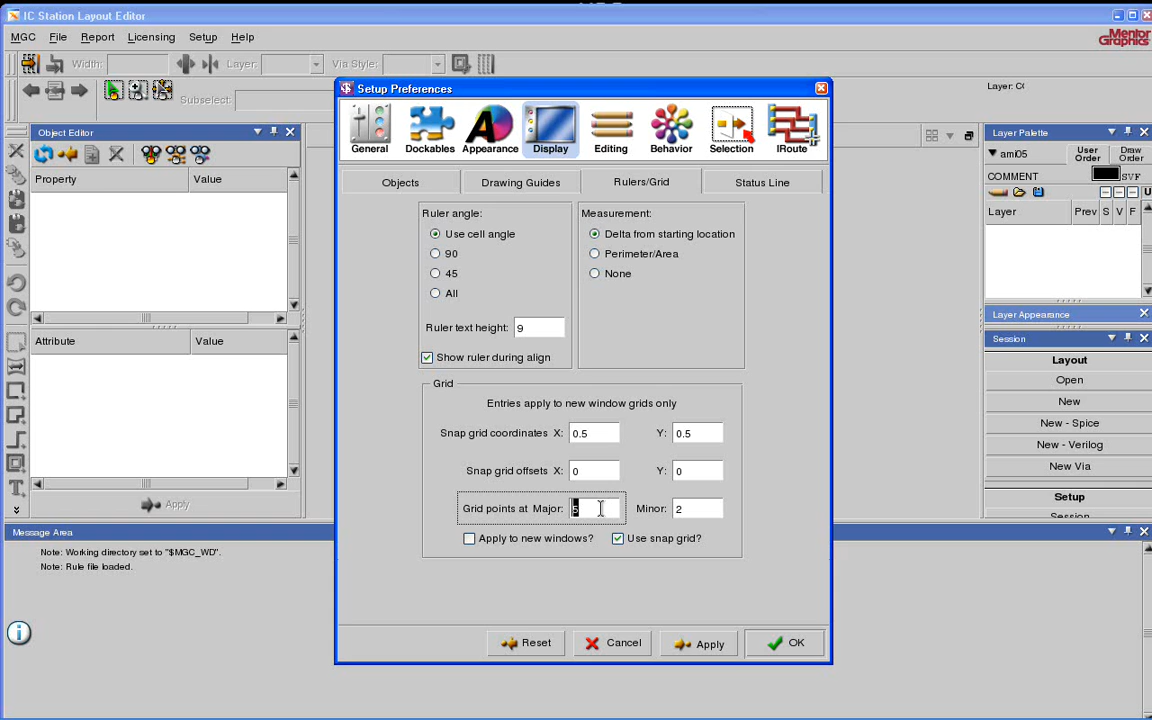 IC Station Layout Editor
MGC File Report Licensing Setup Help
Mentor Graphics
Width: Layer: Via Style:
Subselect:
Layer: C
Object Editor
Property Value
Attribute Value
Apply
Setup Preferences
General Dockables Appearance Display Editing Behavior Selection IRoute
Objects Drawing Guides Rulers/Grid Status Line
Ruler angle:
Use cell angle
90
45
All
Ruler text height: 9
Show ruler during align
Measurement:
Delta from starting location
Perimeter/Area
None
Grid
Entries apply to new window grids only
Snap grid coordinates X: 0.5 Y: 0.5
Snap grid offsets X: 0 Y: 0
Grid points at Major: 5 Minor: 2
Apply to new windows? Use snap grid?
Reset Cancel Apply OK
Layer Palette
ami05 User Order Draw Order
COMMENT SVF
U
Layer Prev S V F
Layer Appearance
Session
Layout
Open
New
New - Spice
New - Verilog
New Via
Setup
Session
Message Area
Note: Working directory set to "$MGC_WD".
Note: Rule file loaded.